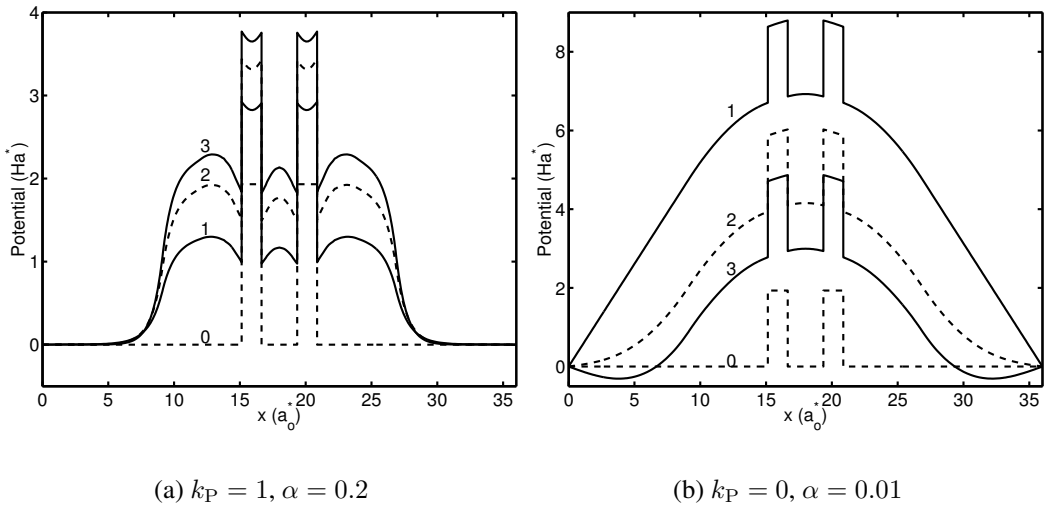 4
3
2
1
0
Potential (Ha*)
3
2
1
0
0 5 10 15 20 25 30 35
x (a*o)
(a) kP = 1, α = 0.2
8
6
4
2
0
Potential (Ha*)
1
2
3
0
0 5 10 15 20 25 30 35
x (a*o)
(b) kP = 0, α = 0.01